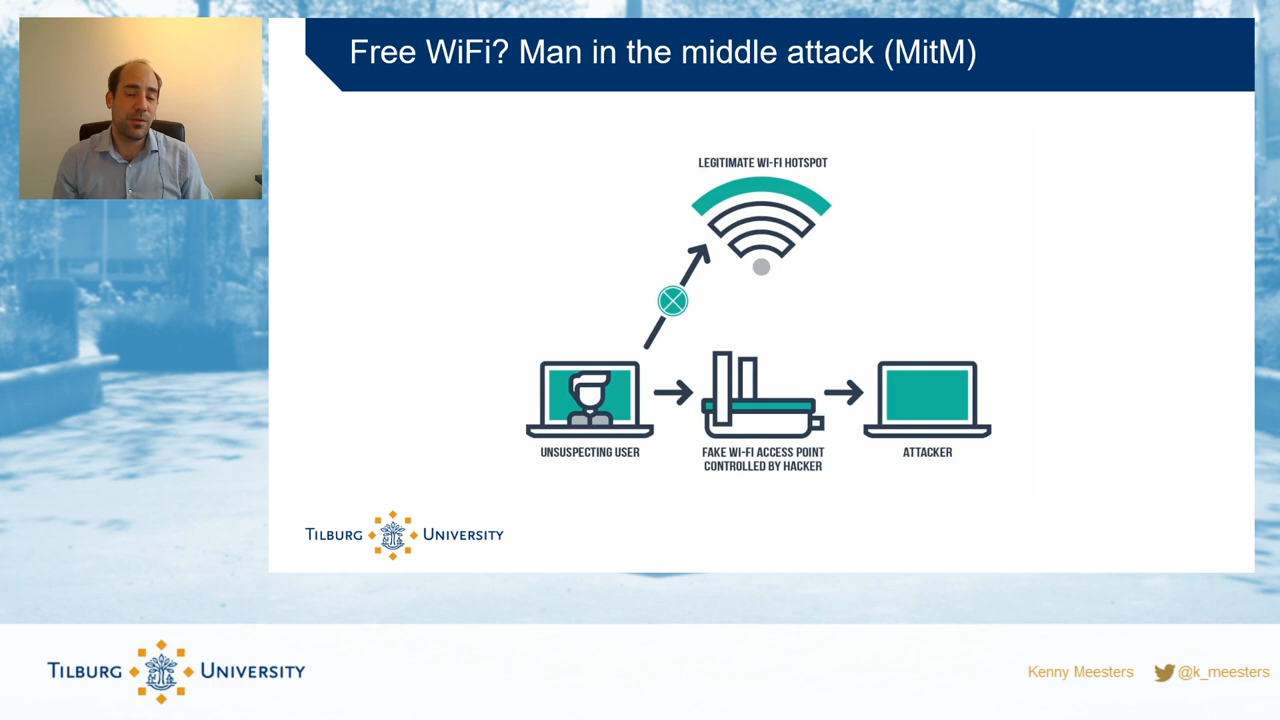 Free WiFi? Man in the middle attack (MitM)
LEGITIMATE WI-FI HOTSPOT
UNSUSPECTING USER
FAKE WI-FI ACCESS POINT
CONTROLLED BY HACKER
ATTACKER
TILBURG UNIVERSITY
TILBURG UNIVERSITY
Kenny Meesters @k_meesters